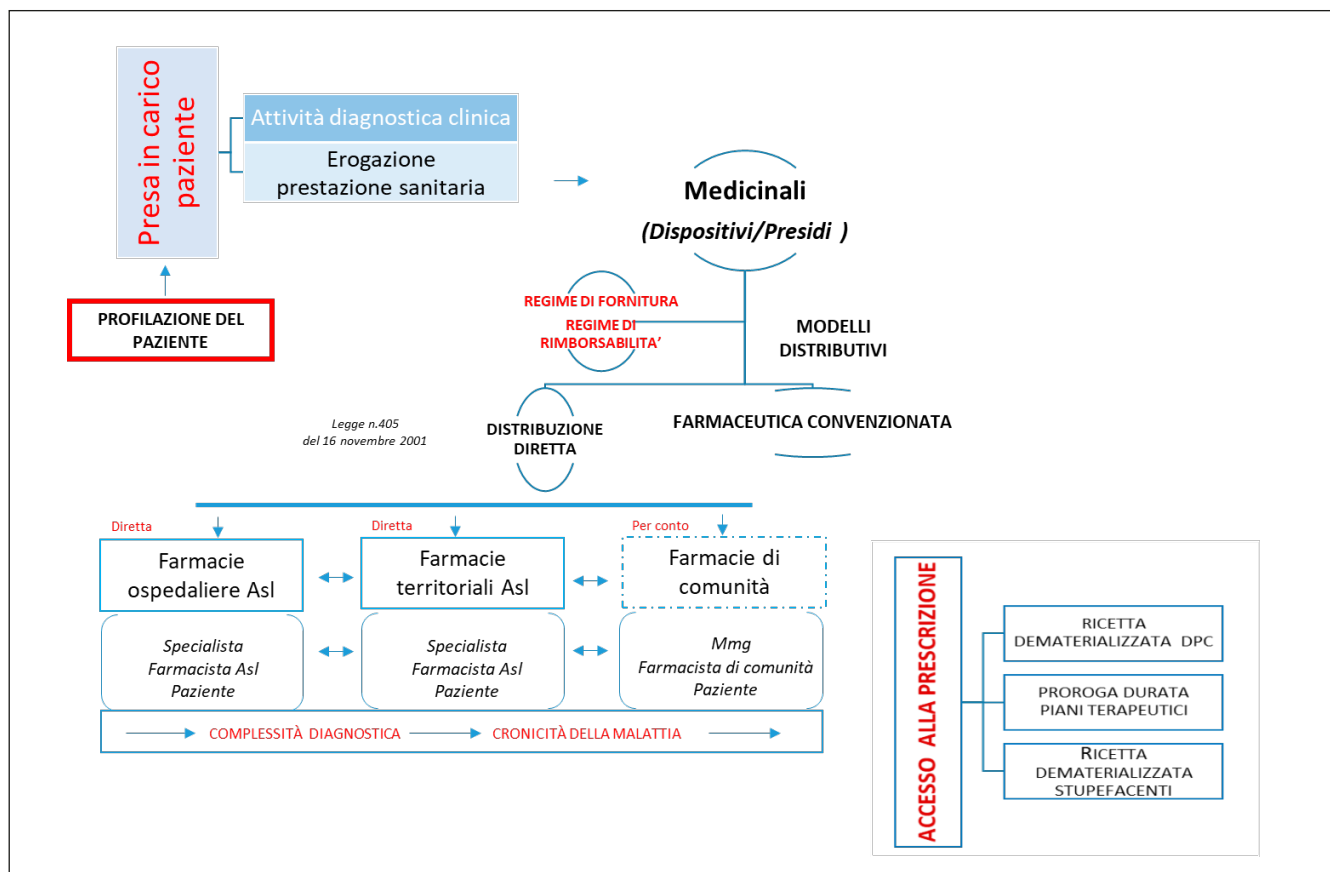 Presa in carico
paziente
Attività diagnostica clinica
Erogazione
prestazione sanitaria
PROFILAZIONE DEL
PAZIENTE
Medicinali
(Dispositivi/Presidi )
REGIME DI FORNITURA
REGIME DI
RIMBORSABILITA’
MODELLI
DISTRIBUTIVI
Legge n.405
del 16 novembre 2001
DISTRIBUZIONE
DIRETTA
FARMACEUTICA CONVENZIONATA
Diretta
Farmacie
ospedaliere Asl
Diretta
Farmacie
territoriali Asl
Per conto
Farmacie di
comunità
Specialista
Farmacista Asl
Paziente
Specialista
Farmacista Asl
Paziente
Mmg
Farmacista di comunità
Paziente
COMPLESSITÀ DIAGNOSTICA
CRONICITÀ DELLA MALATTIA
ACCESSO ALLA PRESCRIZIONE
RICETTA
DEMATERIALIZZATA DPC
PROROGA DURATA
PIANI TERAPEUTICI
RICETTA
DEMATERIALIZZATA
STUPEFACENTI